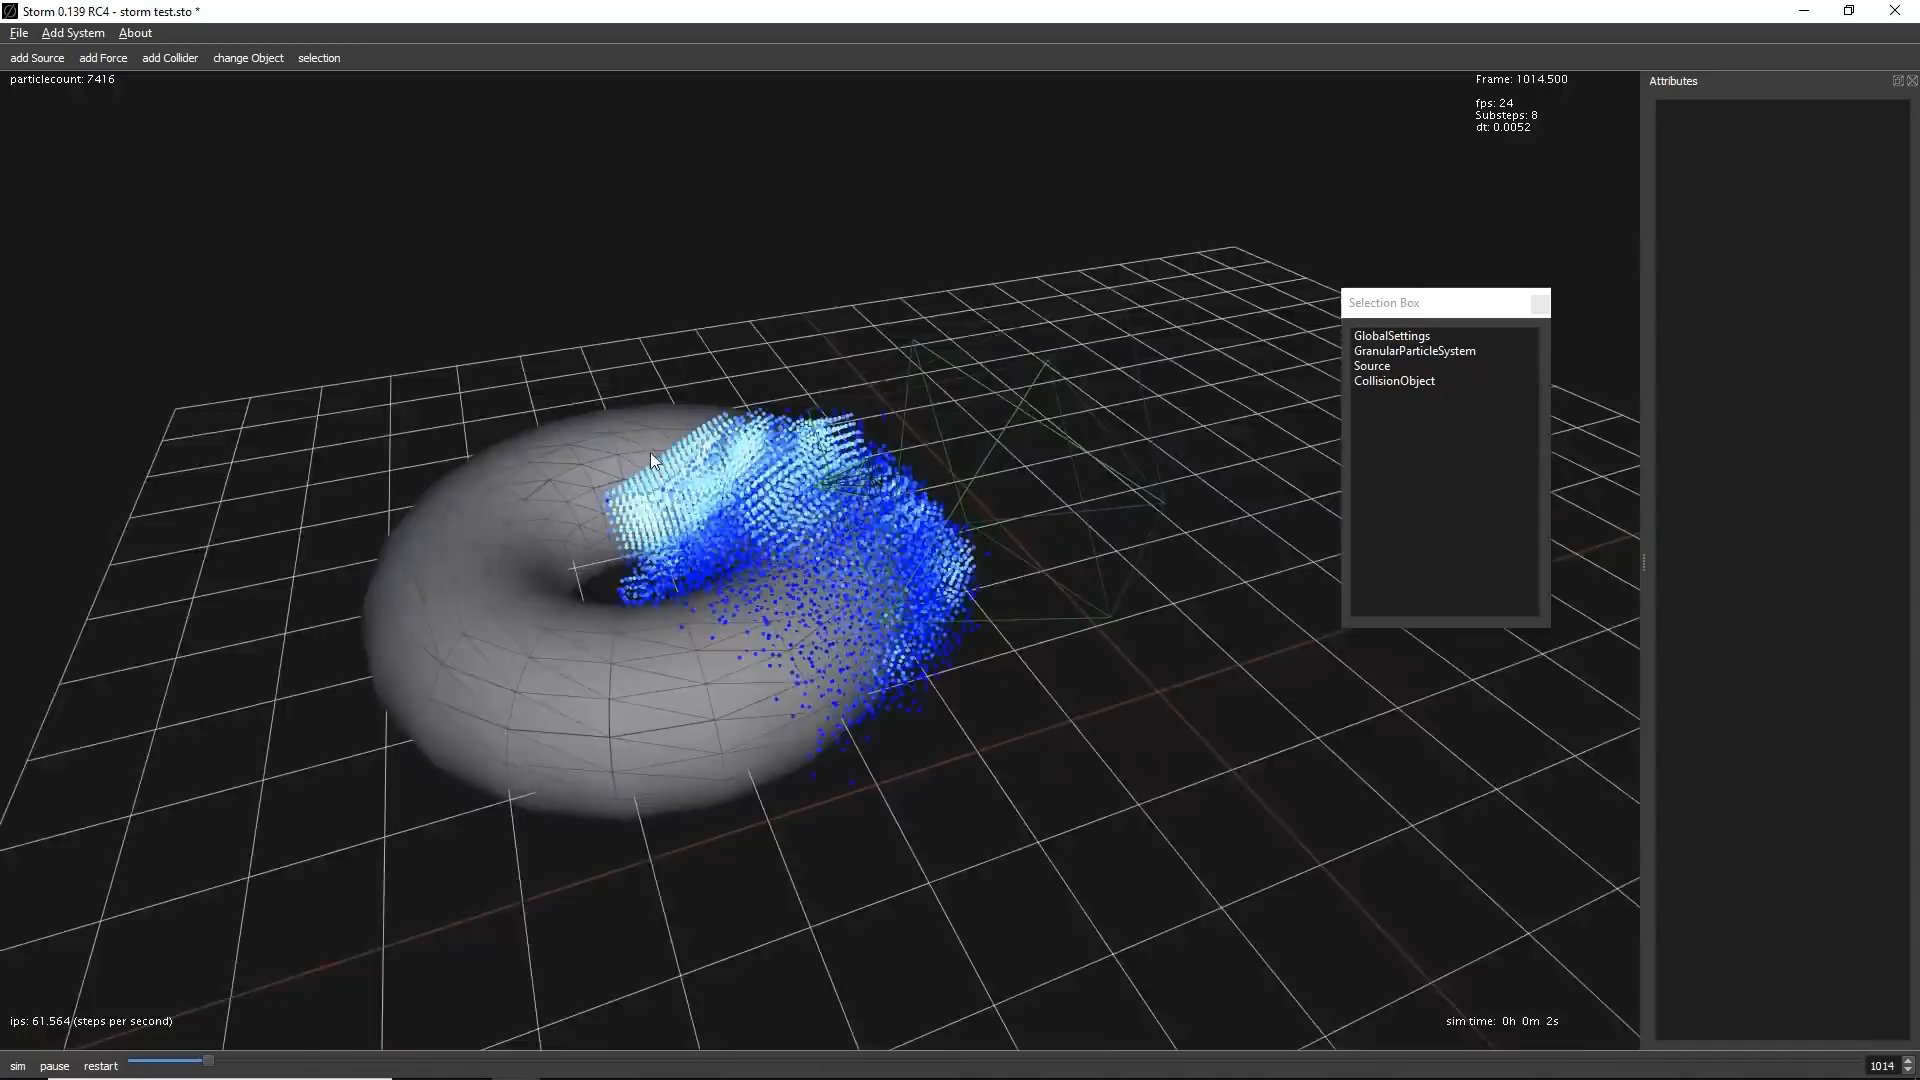 Storm 0.139 RC4 - storm test.sto *
File Add System About
add Source add Force add Collider change Object selection
particlecount: 7416
Frame: 1014.500
fps: 24
Substeps: 8
dt: 0.0052
Attributes
Selection Box
GlobalSettings
GranularParticleSystem
Source
CollisionObject
ips: 61.564 (steps per second)
sim time: 0h 0m 2s
sim pause restart
1014